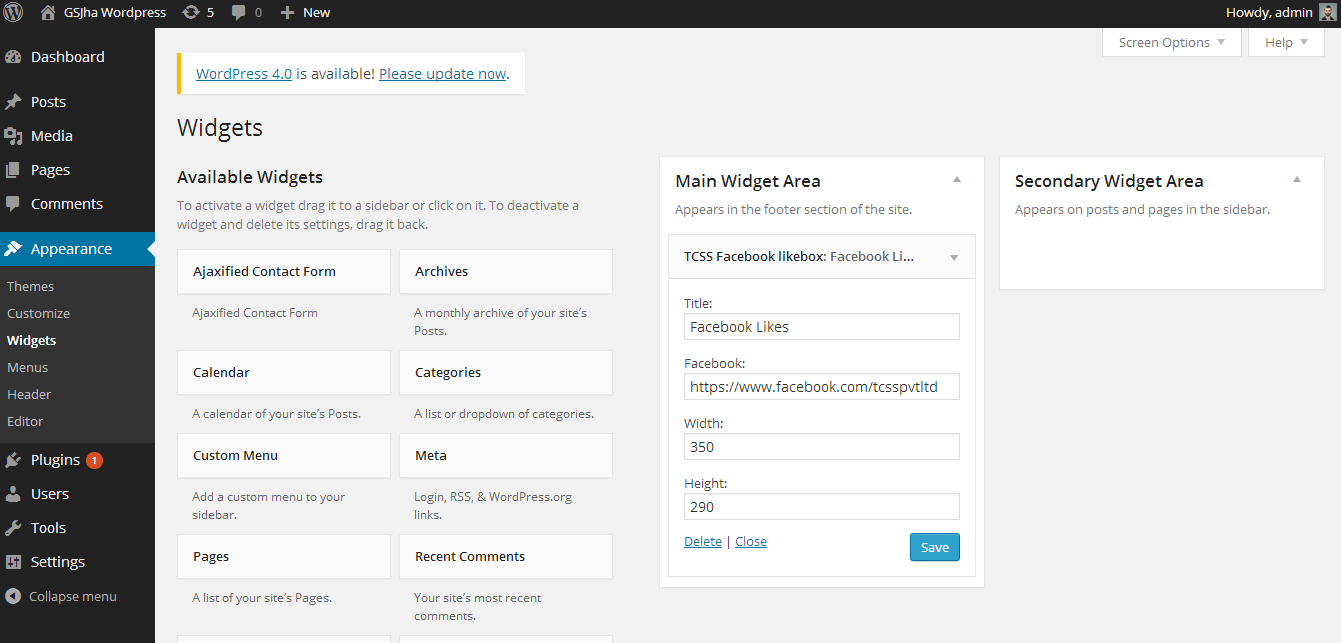 GSJha Wordpress 5 0 New Howdy, admin
Screen Options Help
Dashboard
Posts
Media
Pages
Comments
Appearance
Themes
Customize
Widgets
Menus
Header
Editor
Plugins 1
Users
Tools
Settings
Collapse menu
WordPress 4.0 is available! Please update now.
Widgets
Available Widgets
To activate a widget drag it to a sidebar or click on it. To deactivate a
widget and delete its settings, drag it back.
Ajaxified Contact Form
Ajaxified Contact Form
Archives
A monthly archive of your site’s
Posts.
Calendar
A calendar of your site’s Posts.
Categories
A list or dropdown of categories.
Custom Menu
Add a custom menu to your
sidebar.
Meta
Login, RSS, & WordPress.org
links.
Pages
A list of your site’s Pages.
Recent Comments
Your site’s most recent
comments.
Main Widget Area
Appears in the footer section of the site.
TCSS Facebook likebox: Facebook Li...
Title:
Facebook Likes
Facebook:
https://www.facebook.com/tcsspvtltd
Width:
350
Height:
290
Delete | Close Save
Secondary Widget Area
Appears on posts and pages in the sidebar.